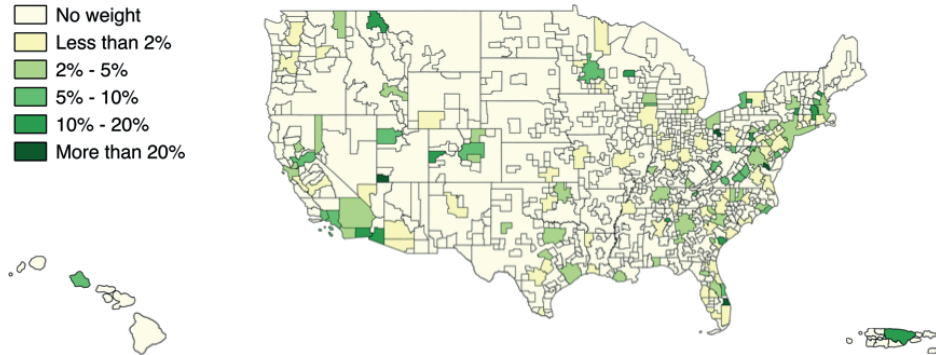 No weight
Less than 2%
2% - 5%
5% - 10%
10% - 20%
More than 20%